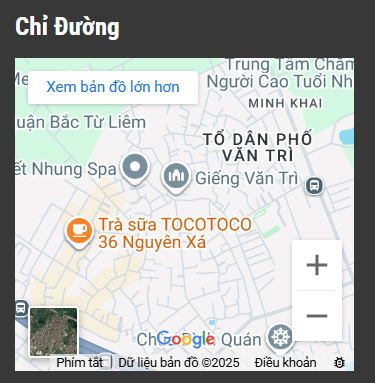 Chỉ Đường
Xem bản đồ lớn hơn
Trung Tâm Chăm
Người Cao Tuổi Nh
MINH KHAI
uận Bắc Từ Liêm
TỔ DÂN PHỐ
VĂN TRÌ
ết Nhung Spa
Giếng Văn Trì
Trà sữa TOCOTOCO
36 Nguyên Xá
Quán
Google
Phím tắt
Dữ liệu bản đồ ©2025
Điều khoản